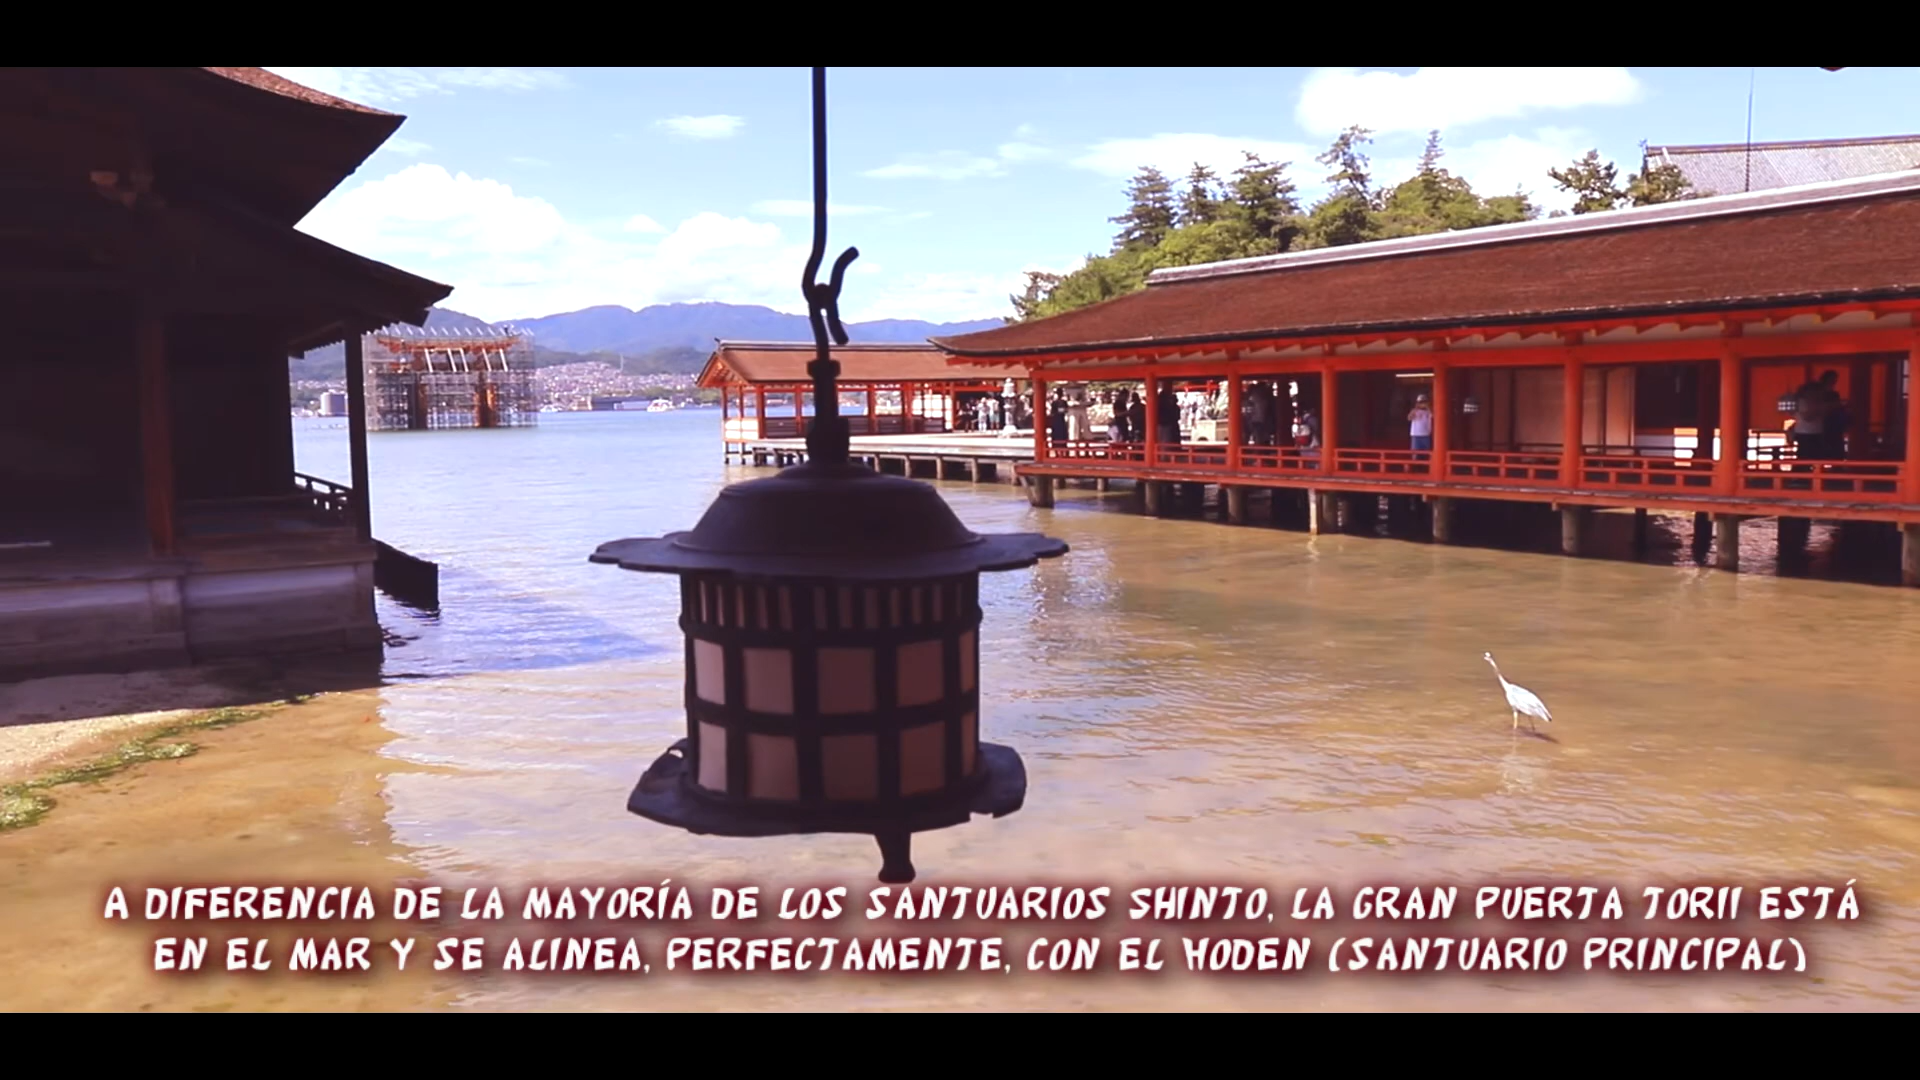 A DIFERENCIA DE LA MAYORÍA DE LOS SANTUARIOS SHINTO, LA GRAN PUERTA TORII ESTÁ
EN EL MAR Y SE ALINEA, PERFECTAMENTE, CON EL HODEN (SANTUARIO PRINCIPAL)